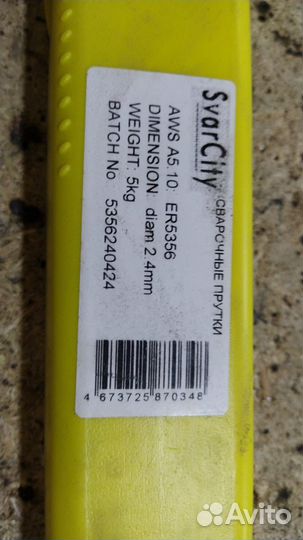 SvarCity
СВАРОЧНЫЕ ПРУТКИ
AWS A5.10: ER5356
DIMENSION: diam 2.4mm
WEIGHT: 5kg
BATCH No: 5356240424
4 673725 870348
Avito